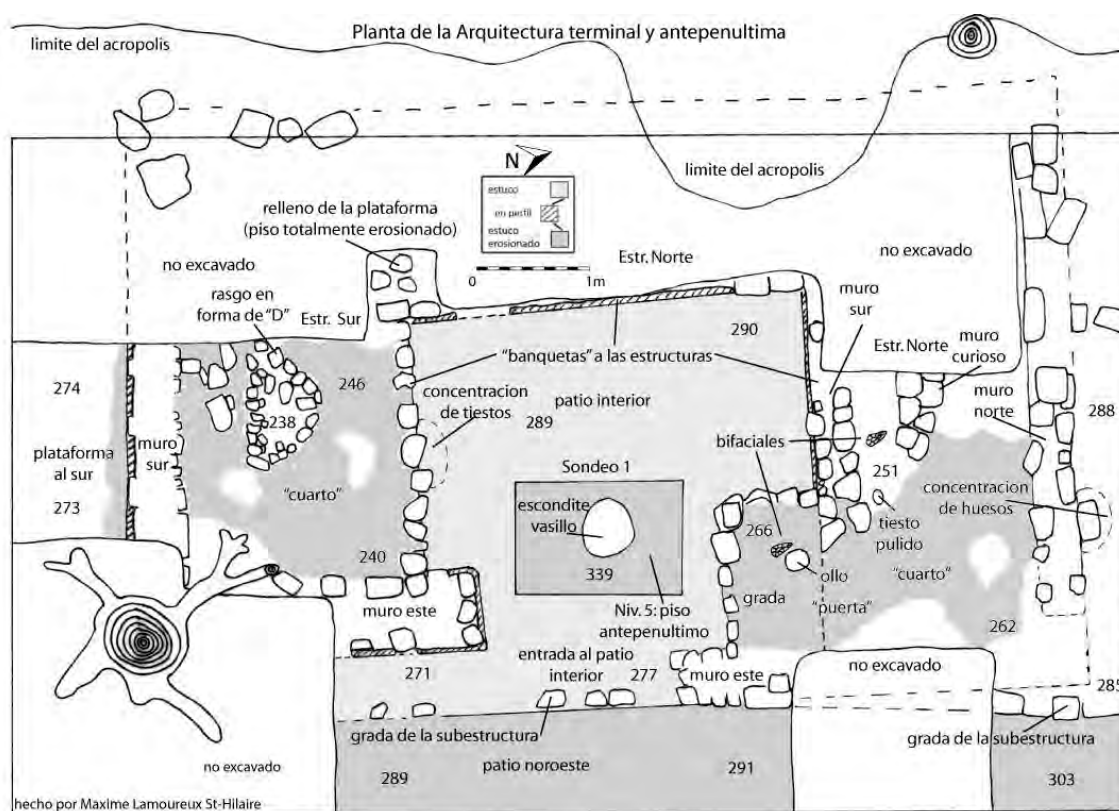 Planta de la Arquitectura terminal y antepenultima
limite del acropolis
limite del acropolis
N
estuco
en perfil
estuco
erosionado
0
1m
relleno de la plataforma
(piso totalmente erosionado)
Estr. Norte
no excavado
no excavado
rasgo en
forma de "D"
Estr. Sur
muro
sur
290
Estr. Norte
muro
curioso
274
246
"banquetas" a las estructuras
muro
norte
288
concentracion
de tiestos
patio interior
289
238
bifaciales
plataforma
al sur
muro
sur
Sondeo 1
251
"cuarto"
escondite
vasillo
266
concentracion
de huesos
273
tiesto
pulido
240
339
ollo
"cuarto"
muro este
Niv. 5: piso
antepenultimo
grada
"puerta"
262
entrada al patio
interior
271
277
muro este
no excavado
285
grada de la subestructura
grada de la subestructura
no excavado
289
patio noroeste
291
303
hecho por Maxime Lamoureux St-Hilaire